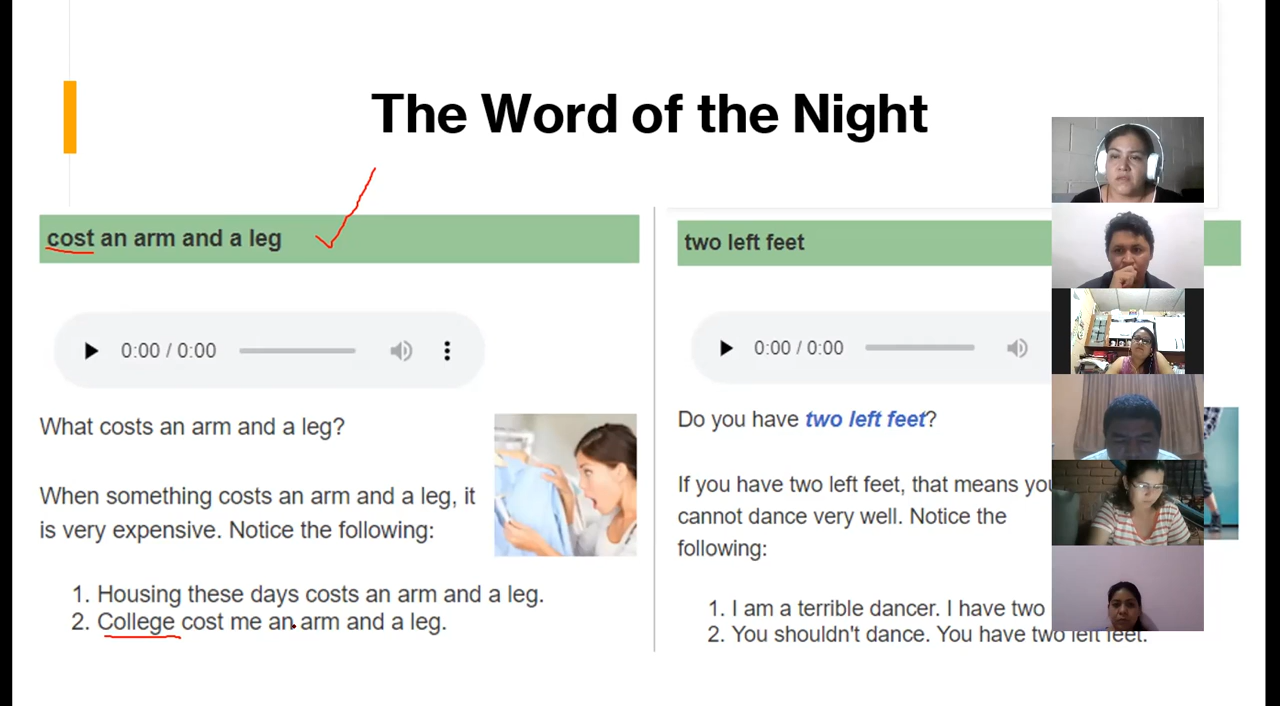 The Word of the Night
cost an arm and a leg
0:00 / 0:00
What costs an arm and a leg?
When something costs an arm and a leg, it
is very expensive. Notice the following:
1. Housing these days costs an arm and a leg.
2. College cost me an arm and a leg.
two left feet
0:00 / 0:00
Do you have two left feet?
If you have two left feet, that means you
cannot dance very well. Notice the
following:
1. I am a terrible dancer. I have two
2. You shouldn't dance. You have two left feet.